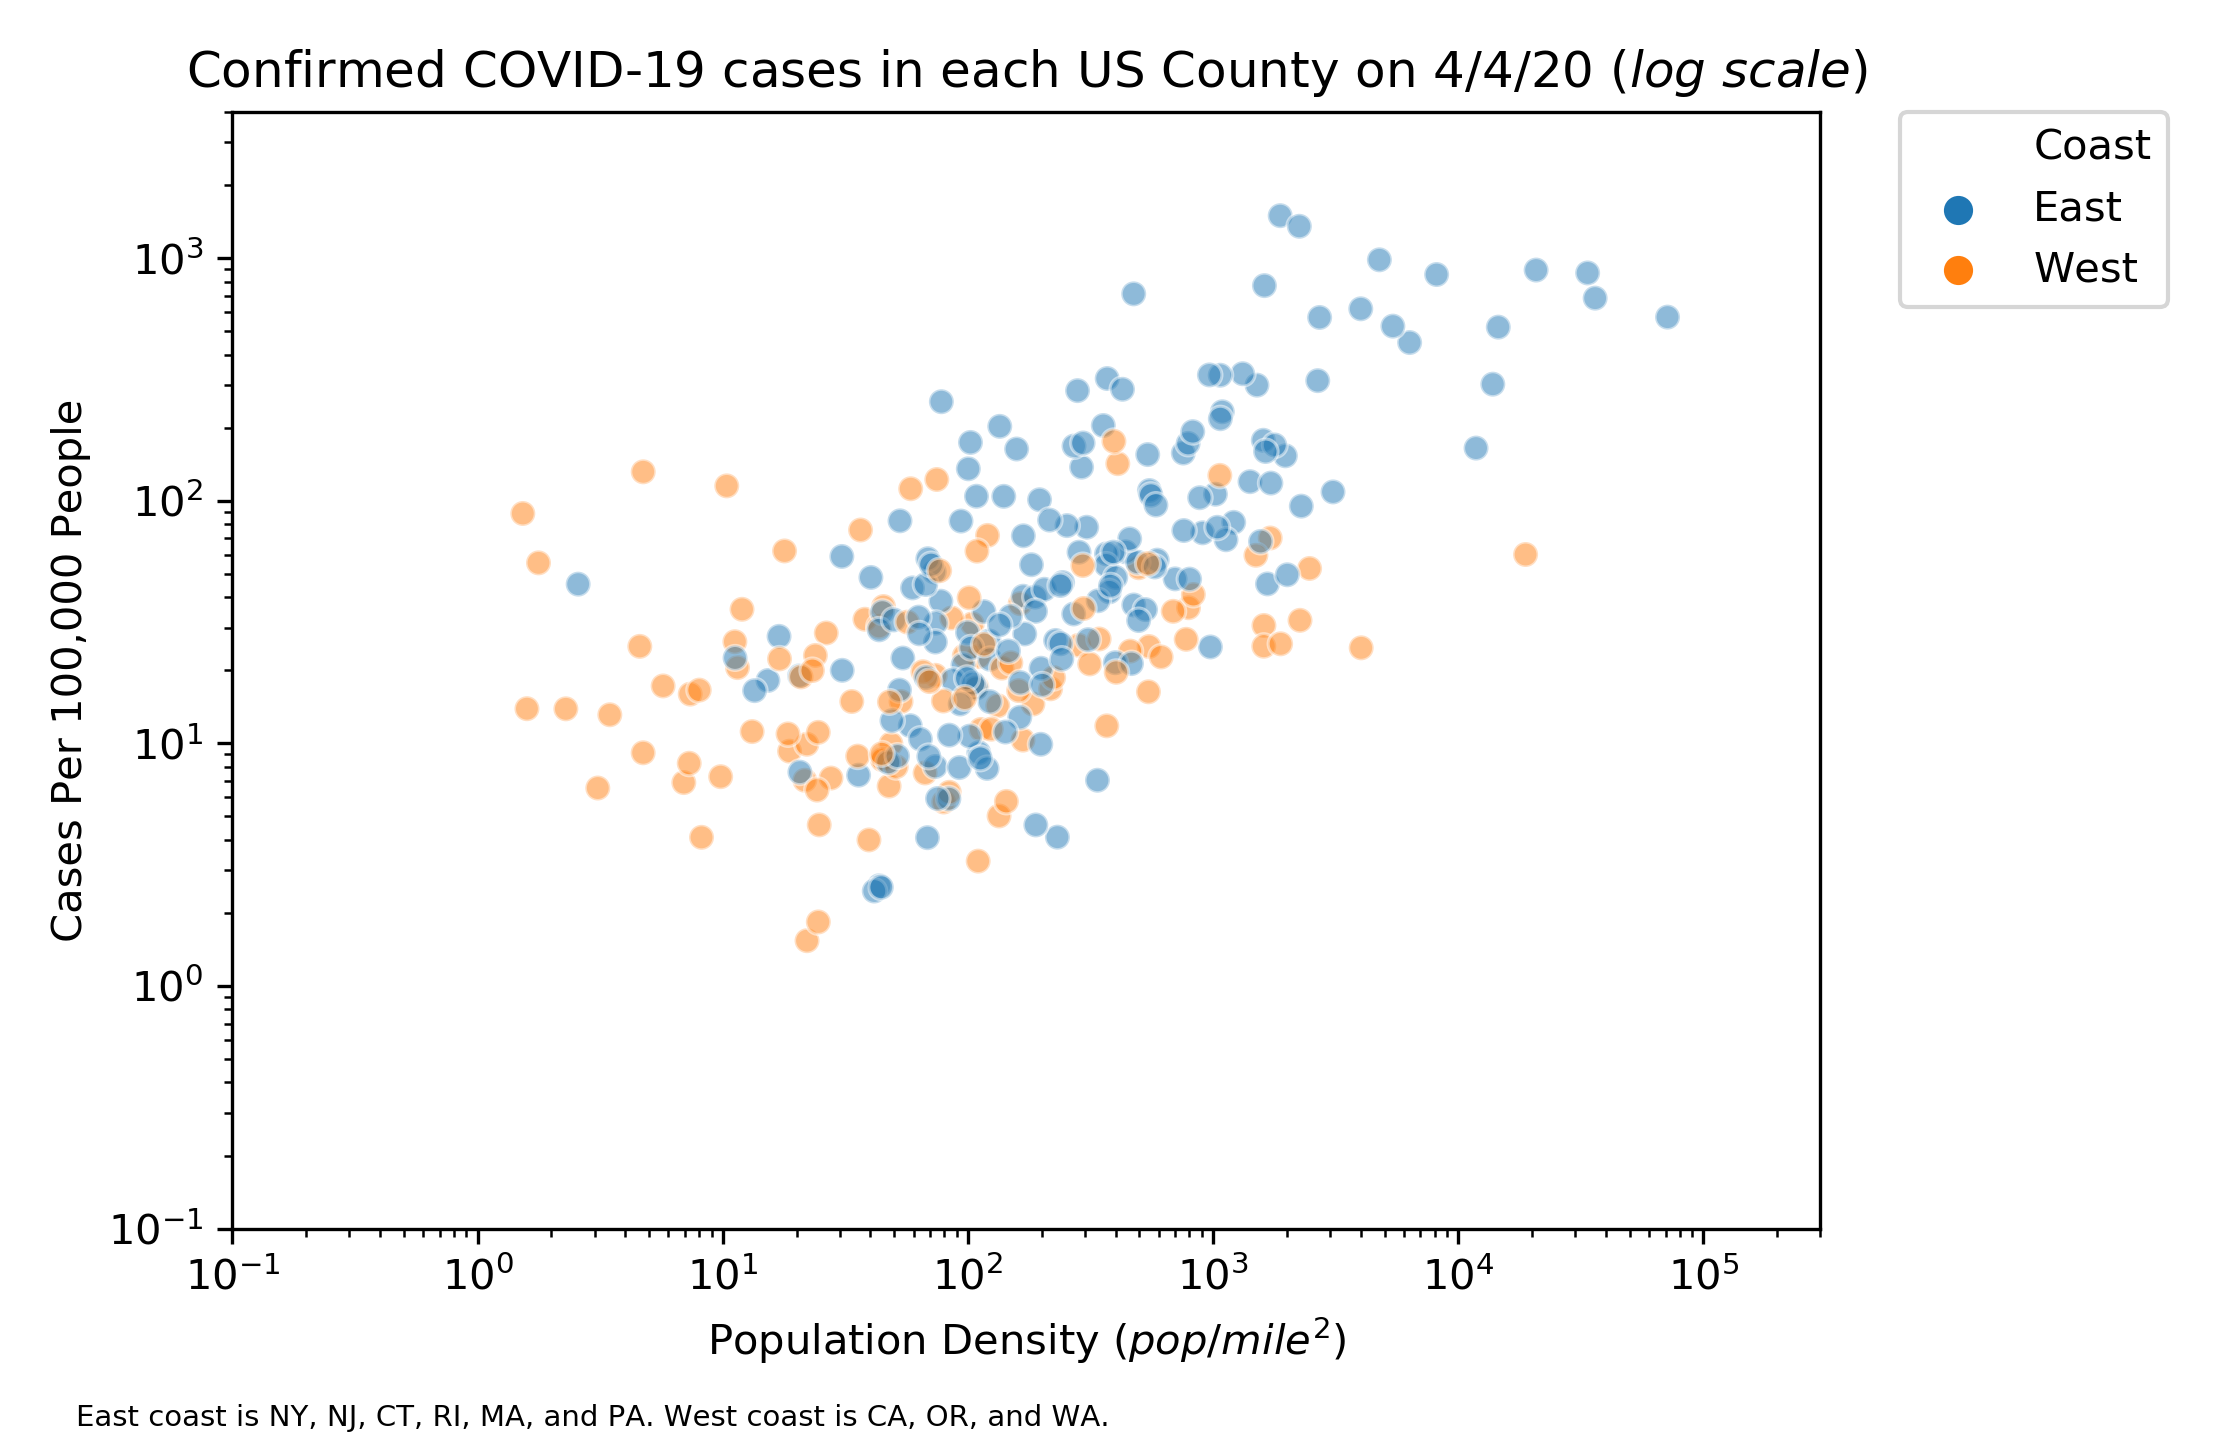 Confirmed COVID-19 cases in each US County on 4/4/20 (log scale)
Coast
East
West
Cases Per 100,000 People
10³
10²
10¹
10⁰
10⁻¹
10⁻¹ 10⁰ 10¹ 10² 10³ 10⁴ 10⁵
Population Density (pop/mile²)
East coast is NY, NJ, CT, RI, MA, and PA. West coast is CA, OR, and WA.